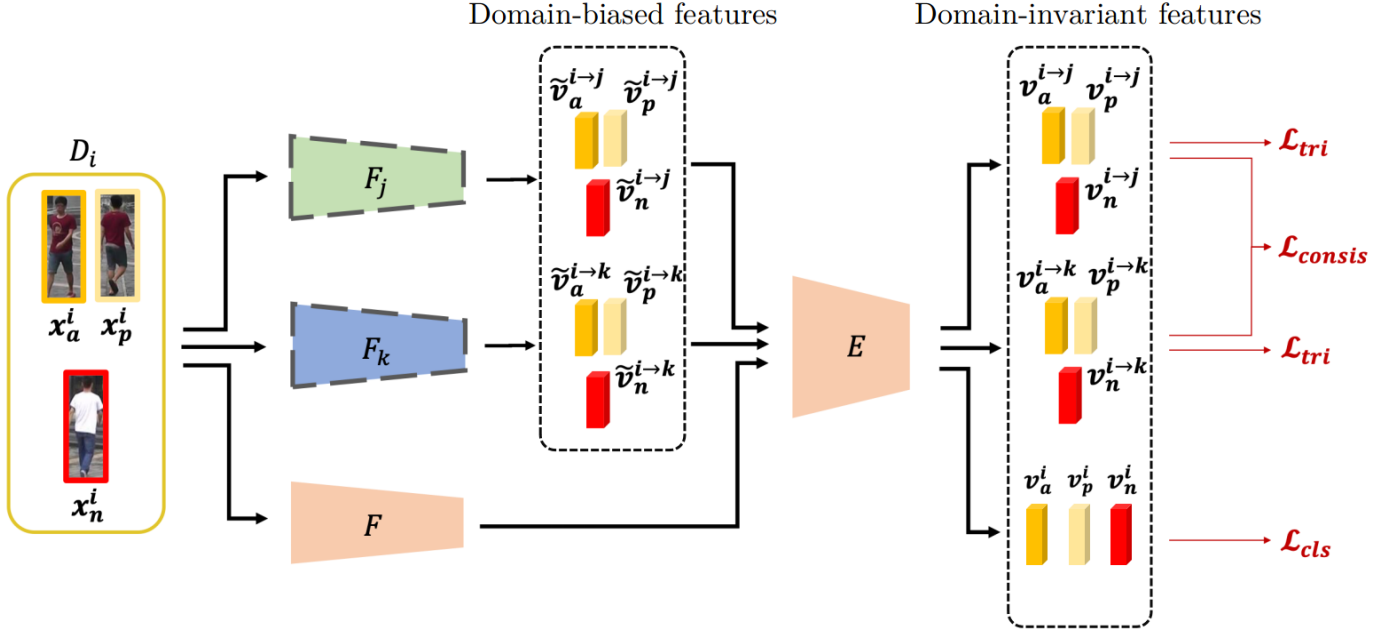 Domain-biased features
Domain-invariant features
D_i
x_a^i x_p^i
x_n^i
F_j
F_k
F
ṽ_a^{i→j} ṽ_p^{i→j}
ṽ_n^{i→j}
ṽ_a^{i→k} ṽ_p^{i→k}
ṽ_n^{i→k}
E
v_a^{i→j} v_p^{i→j}
v_n^{i→j}
v_a^{i→k} v_p^{i→k}
v_n^{i→k}
v_a^i v_p^i v_n^i
ℒ_tri
ℒ_consis
ℒ_tri
ℒ_cls